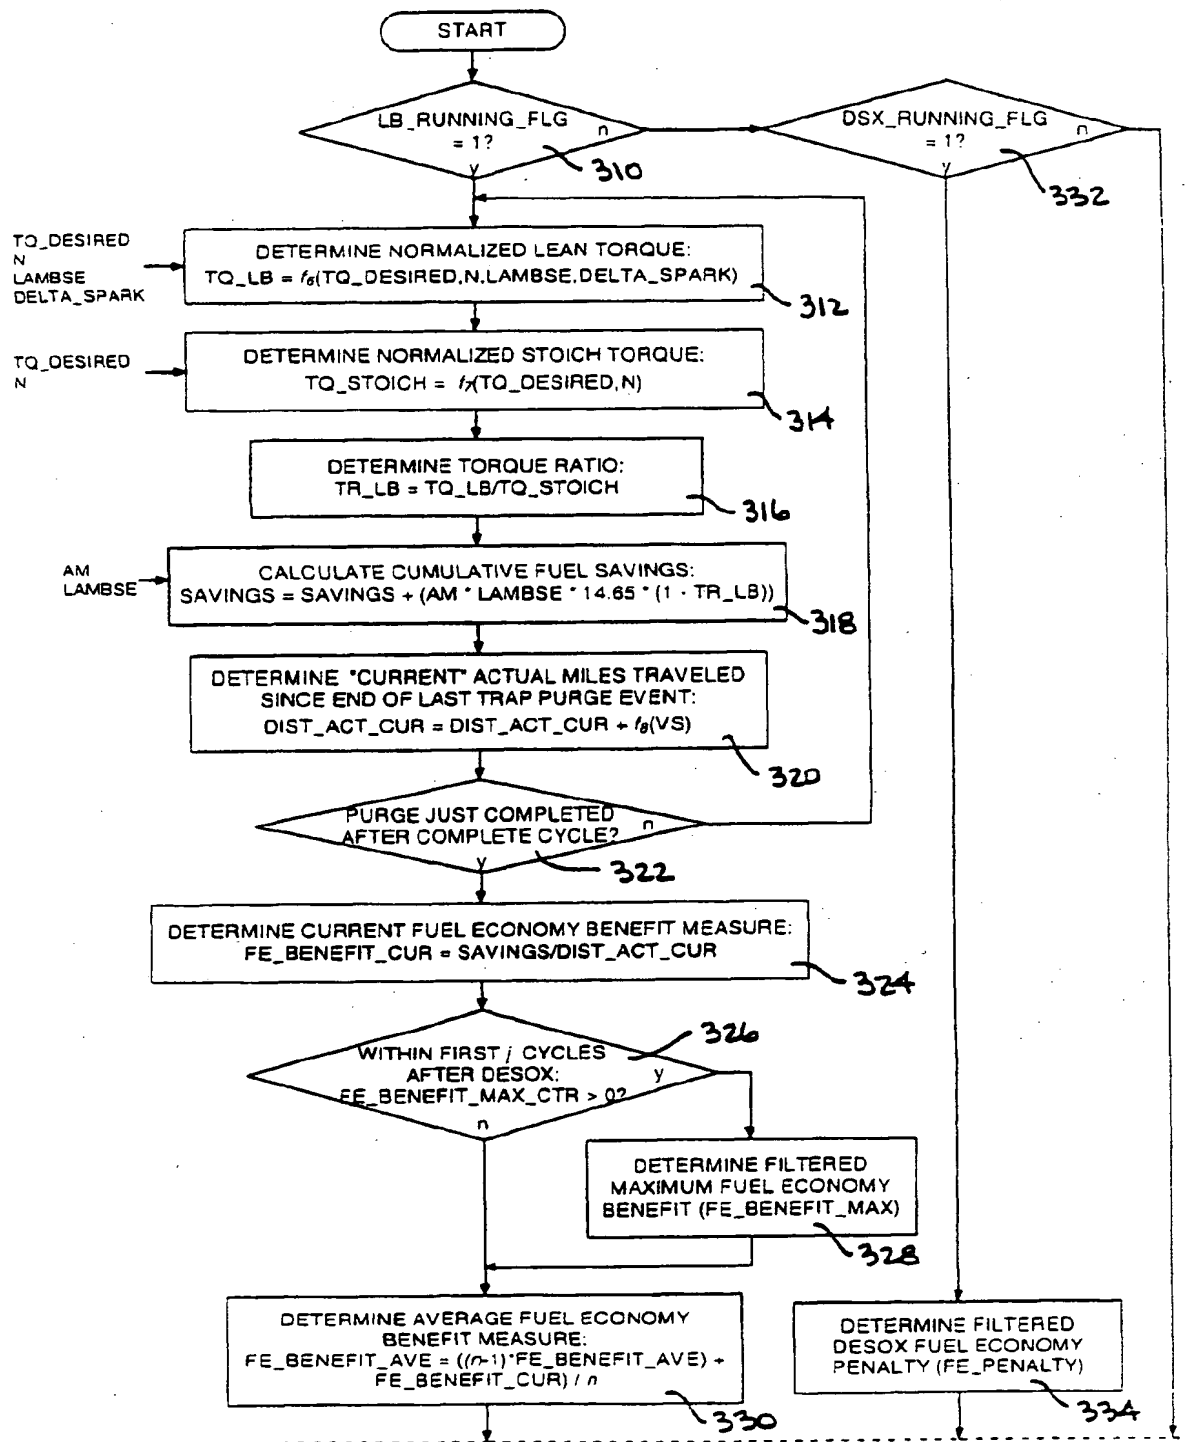 START
LB_RUNNING_FLG
= 1?
n
y
310
DSX_RUNNING_FLG
= 1?
n
y
332
TQ_DESIRED
N
LAMBSE
DELTA_SPARK
DETERMINE NORMALIZED LEAN TORQUE:
TQ_LB = f6(TQ_DESIRED,N,LAMBSE,DELTA_SPARK)
312
TQ_DESIRED
N
DETERMINE NORMALIZED STOICH TORQUE:
TQ_STOICH = f7(TQ_DESIRED,N)
314
DETERMINE TORQUE RATIO:
TR_LB = TQ_LB/TQ_STOICH
316
AM
LAMBSE
CALCULATE CUMULATIVE FUEL SAVINGS:
SAVINGS = SAVINGS + (AM * LAMBSE * 14.65 * (1 - TR_LB))
318
DETERMINE "CURRENT" ACTUAL MILES TRAVELED
SINCE END OF LAST TRAP PURGE EVENT:
DIST_ACT_CUR = DIST_ACT_CUR + f8(VS)
320
PURGE JUST COMPLETED
AFTER COMPLETE CYCLE?
n
y
322
DETERMINE CURRENT FUEL ECONOMY BENEFIT MEASURE:
FE_BENEFIT_CUR = SAVINGS/DIST_ACT_CUR
324
326
WITHIN FIRST j CYCLES
AFTER DESOX:
FE_BENEFIT_MAX_CTR > 0?
y
n
DETERMINE FILTERED
MAXIMUM FUEL ECONOMY
BENEFIT (FE_BENEFIT_MAX)
328
DETERMINE AVERAGE FUEL ECONOMY
BENEFIT MEASURE:
FE_BENEFIT_AVE = ((n-1)*FE_BENEFIT_AVE) +
FE_BENEFIT_CUR) / n
330
DETERMINE FILTERED
DESOX FUEL ECONOMY
PENALTY (FE_PENALTY)
334